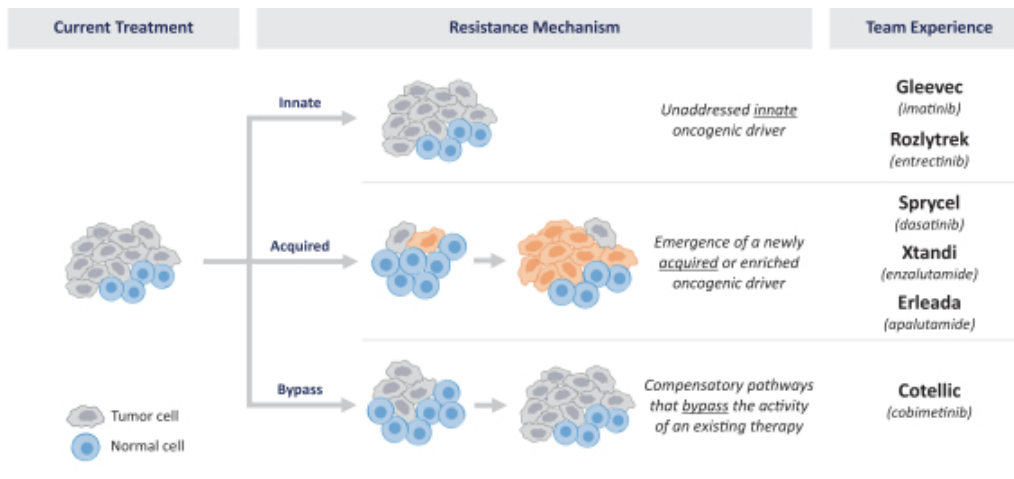 Current Treatment
Resistance Mechanism
Team Experience
Innate
Unaddressed innate
oncogenic driver
Gleevec
(imatinib)
Rozlytrek
(entrectinib)
Acquired
Emergence of a newly
acquired or enriched
oncogenic driver
Sprycel
(dasatinib)
Xtandi
(enzalutamide)
Erleada
(apalutamide)
Bypass
Compensatory pathways
that bypass the activity
of an existing therapy
Cotellic
(cobimetinib)
Tumor cell
Normal cell